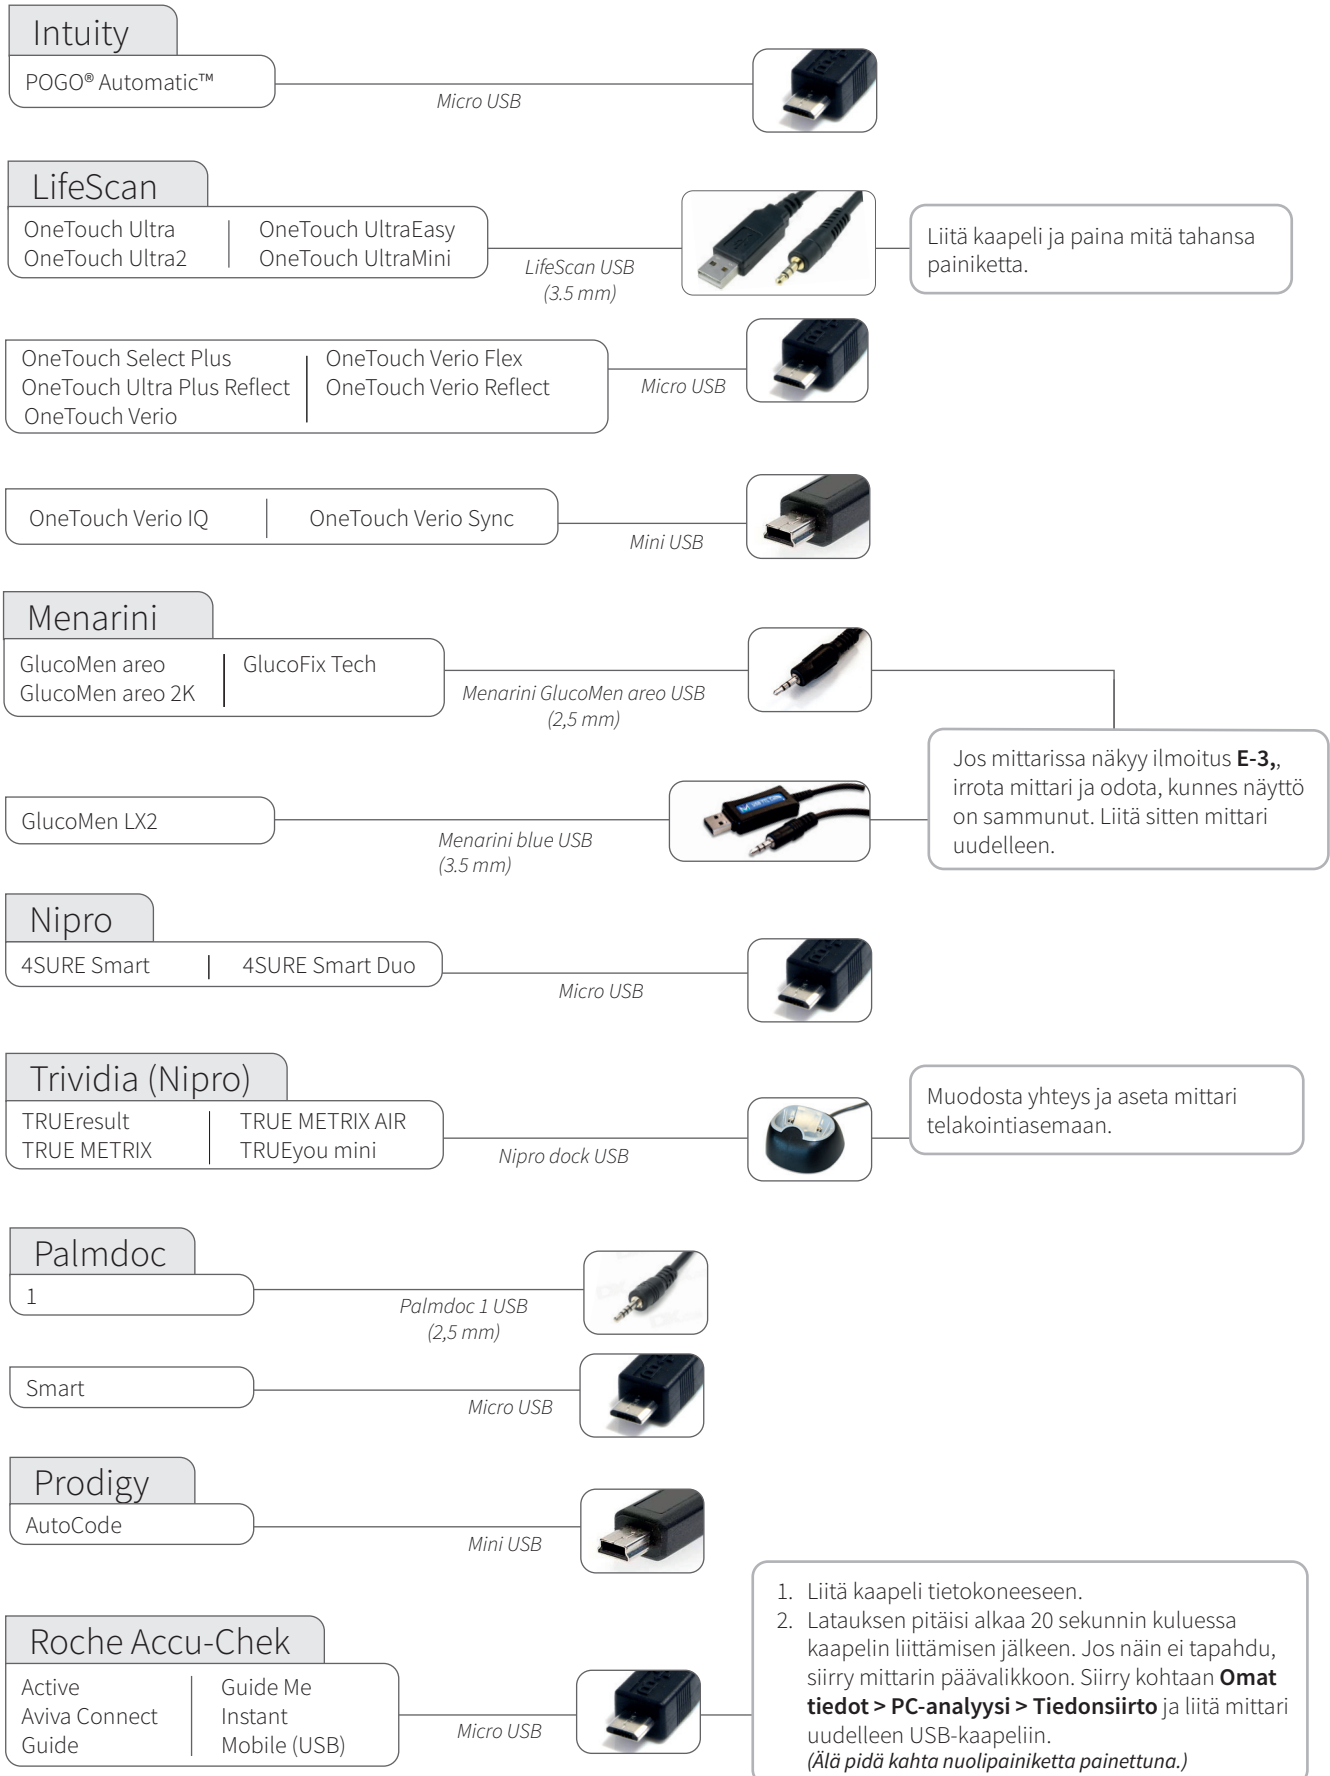 Intuity
POGO® Automatic™
Micro USB
LifeScan
OneTouch Ultra
OneTouch Ultra2
OneTouch UltraEasy
OneTouch UltraMini
LifeScan USB
(3.5 mm)
Liitä kaapeli ja paina mitä tahansa
painiketta.
OneTouch Select Plus
OneTouch Ultra Plus Reflect
OneTouch Verio
OneTouch Verio Flex
OneTouch Verio Reflect
Micro USB
OneTouch Verio IQ
OneTouch Verio Sync
Mini USB
Menarini
GlucoMen areo
GlucoMen areo 2K
GlucoFix Tech
Menarini GlucoMen areo USB
(2,5 mm)
Jos mittarissa näkyy ilmoitus E-3,,
irrota mittari ja odota, kunnes näyttö
on sammunut. Liitä sitten mittari
uudelleen.
GlucoMen LX2
Menarini blue USB
(3.5 mm)
Nipro
4SURE Smart
4SURE Smart Duo
Micro USB
Trividia (Nipro)
TRUEresult
TRUE METRIX
TRUE METRIX AIR
TRUEyou mini
Nipro dock USB
Muodosta yhteys ja aseta mittari
telakointiasemaan.
Palmdoc
1
Palmdoc 1 USB
(2,5 mm)
Smart
Micro USB
Prodigy
AutoCode
Mini USB
Roche Accu-Chek
Active
Aviva Connect
Guide
Guide Me
Instant
Mobile (USB)
Micro USB
1. Liitä kaapeli tietokoneeseen.
2. Latauksen pitäisi alkaa 20 sekunnin kuluessa
kaapelin liittämisen jälkeen. Jos näin ei tapahdu,
siirry mittarin päävalikkoon. Siirry kohtaan Omat
tiedot > PC-analyysi > Tiedonsiirto ja liitä mittari
uudelleen USB-kaapeliin.
(Älä pidä kahta nuolipainiketta painettuna.)